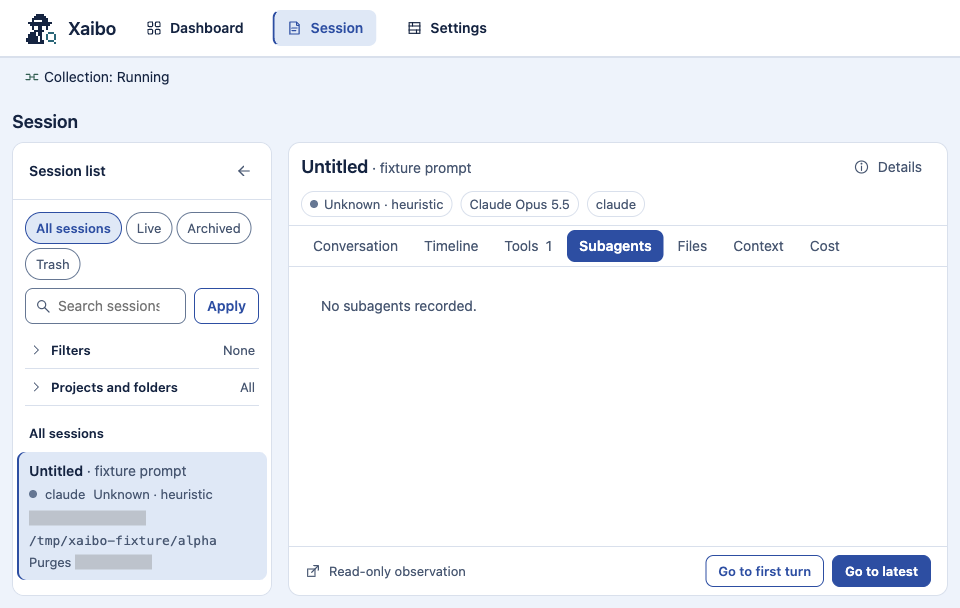 Xaibo Dashboard Session Settings
Collection: Running
Session
Session list
All sessions Live Archived
Trash
Search sessions Apply
Filters None
Projects and folders All
All sessions
Untitled · fixture prompt
claude Unknown · heuristic
/tmp/xaibo-fixture/alpha
Purges
Untitled · fixture prompt Details
Unknown · heuristic Claude Opus 5.5 claude
Conversation Timeline Tools 1 Subagents Files Context Cost
No subagents recorded.
Read-only observation Go to first turn Go to latest